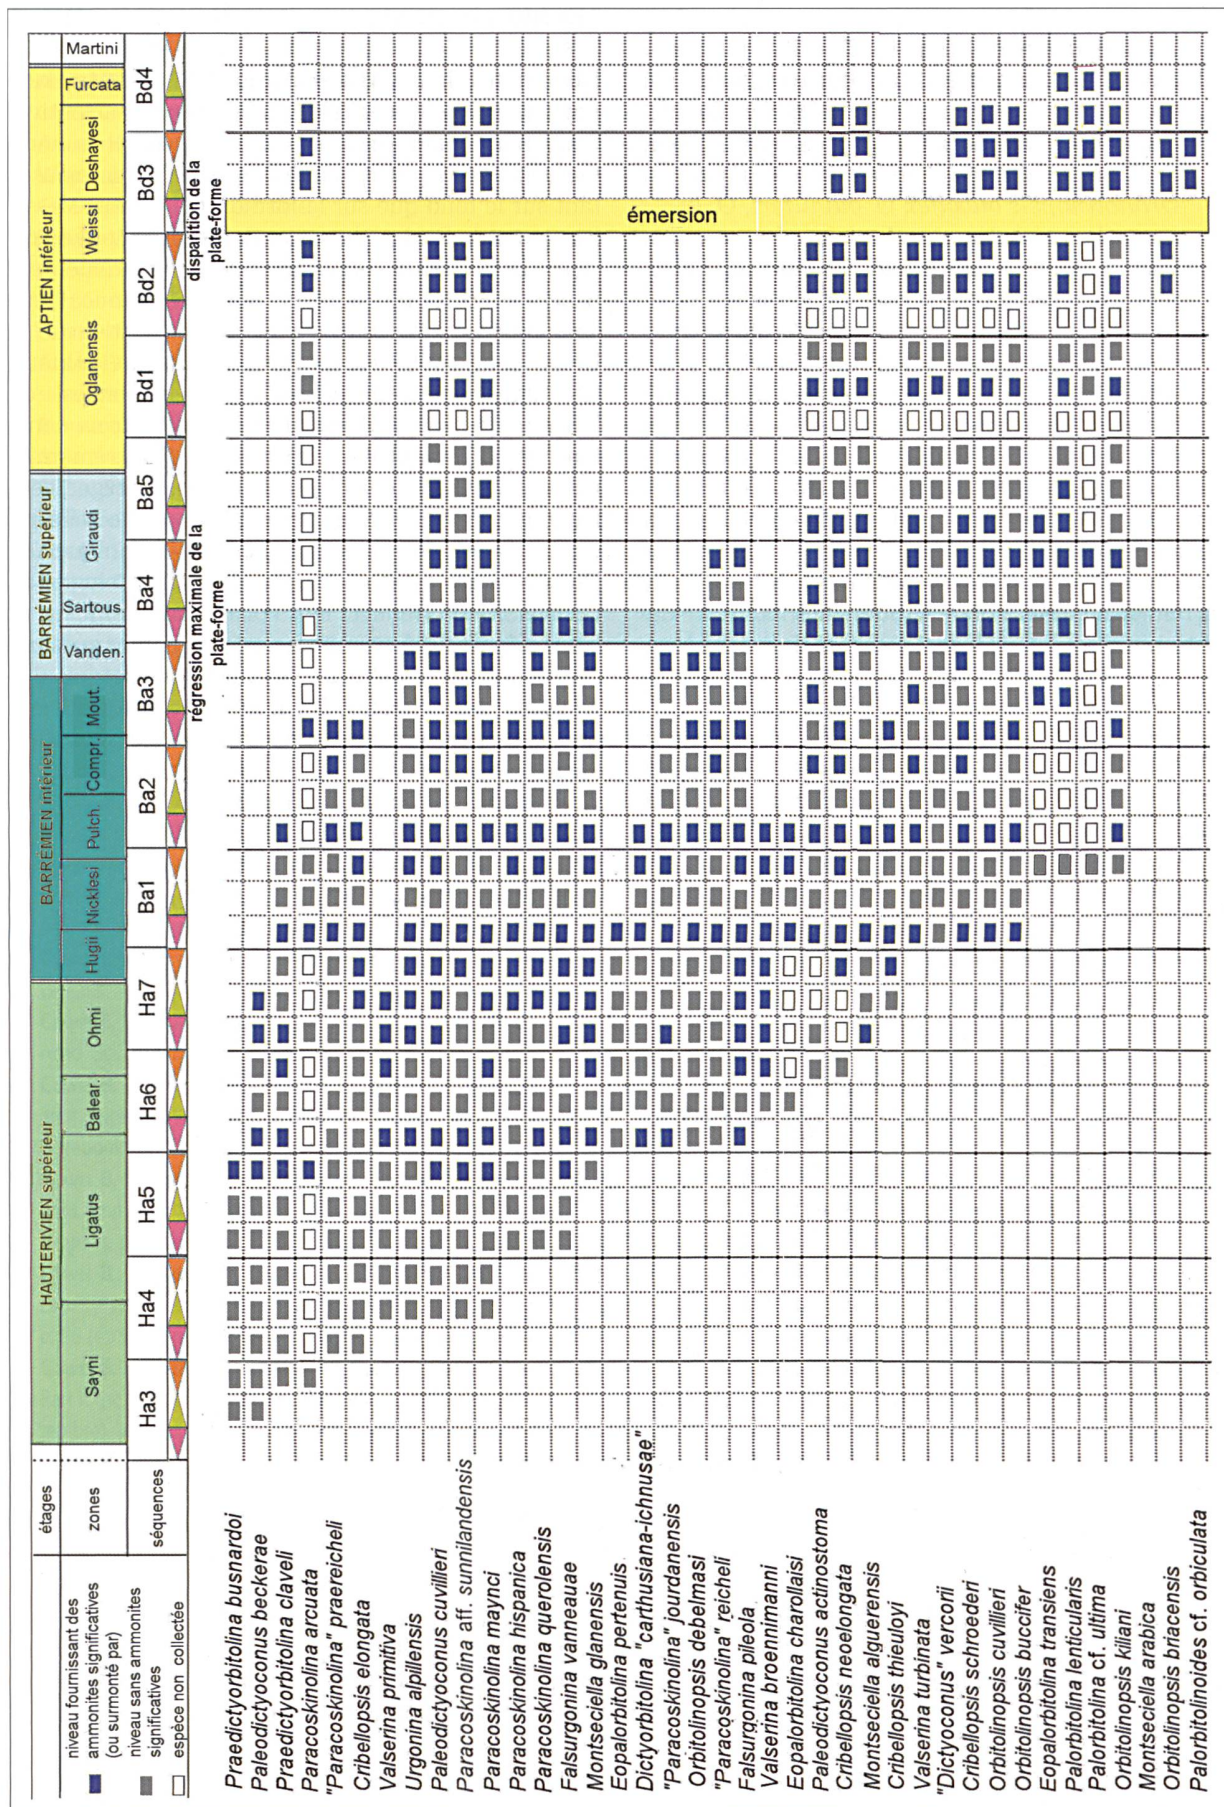 étages
HAUTERIVIEN supérieur
BARRÉMIEN inférieur
BARRÉMIEN supérieur
APTIEN inférieur
zones
Sayni
Ligatus
Balear.
Ohmi
Hugii
Nicklesi
Pulch.
Compr.
Mout.
Vanden.
Sartous.
Giraudi
Oglanlensis
Weissi
Deshayesi
Furcata
Martini
séquences
Ha3
Ha4
Ha5
Ha6
Ha7
Ba1
Ba2
Ba3
Ba4
Ba5
Bd1
Bd2
Bd3
Bd4
niveau fournissant des
ammonites significatives
(ou surmonté par)
niveau sans ammonites
significatives
espèce non collectée
régression maximale de la
plate-forme
disparition de la
plate-forme
émersion
Praedictyorbitolina busnardoi
Paleodictyoconus beckerae
Praedictyorbitolina claveli
Paracoskinolina arcuata
"Paracoskinolina" praereicheli
Cribellopsis elongata
Valserina primitiva
Urgonina alpillensis
Paleodictyoconus cuvillieri
Paracoskinolina aff. sunnilandensis
Paracoskinolina maynci
Paracoskinolina hispanica
Paracoskinolina querolensis
Falsurgonina vanneauae
Montseciella glanensis
Eopalorbitolina pertenuis
Dictyorbitolina "carthusiana-ichnusae"
"Paracoskinolina" jourdanensis
Orbitolinopsis debelmasi
"Paracoskinolina" reicheli
Falsurgonina pileola
Valserina broennimanni
Eopalorbitolina charollaisi
Paleodictyoconus actinostoma
Cribellopsis neoelongata
Montseciella alguerensis
Cribellopsis thieuloyi
Valserina turbinata
"Dictyoconus" vercorii
Cribellopsis schroederi
Orbitolinopsis cuvillieri
Orbitolinopsis buccifer
Eopalorbitolina transiens
Palorbitolina lenticularis
Palorbitolina cf. ultima
Orbitolinopsis kiliani
Montseciella arabica
Orbitolinopsis briacensis
Palorbitolinoides cf. orbiculata